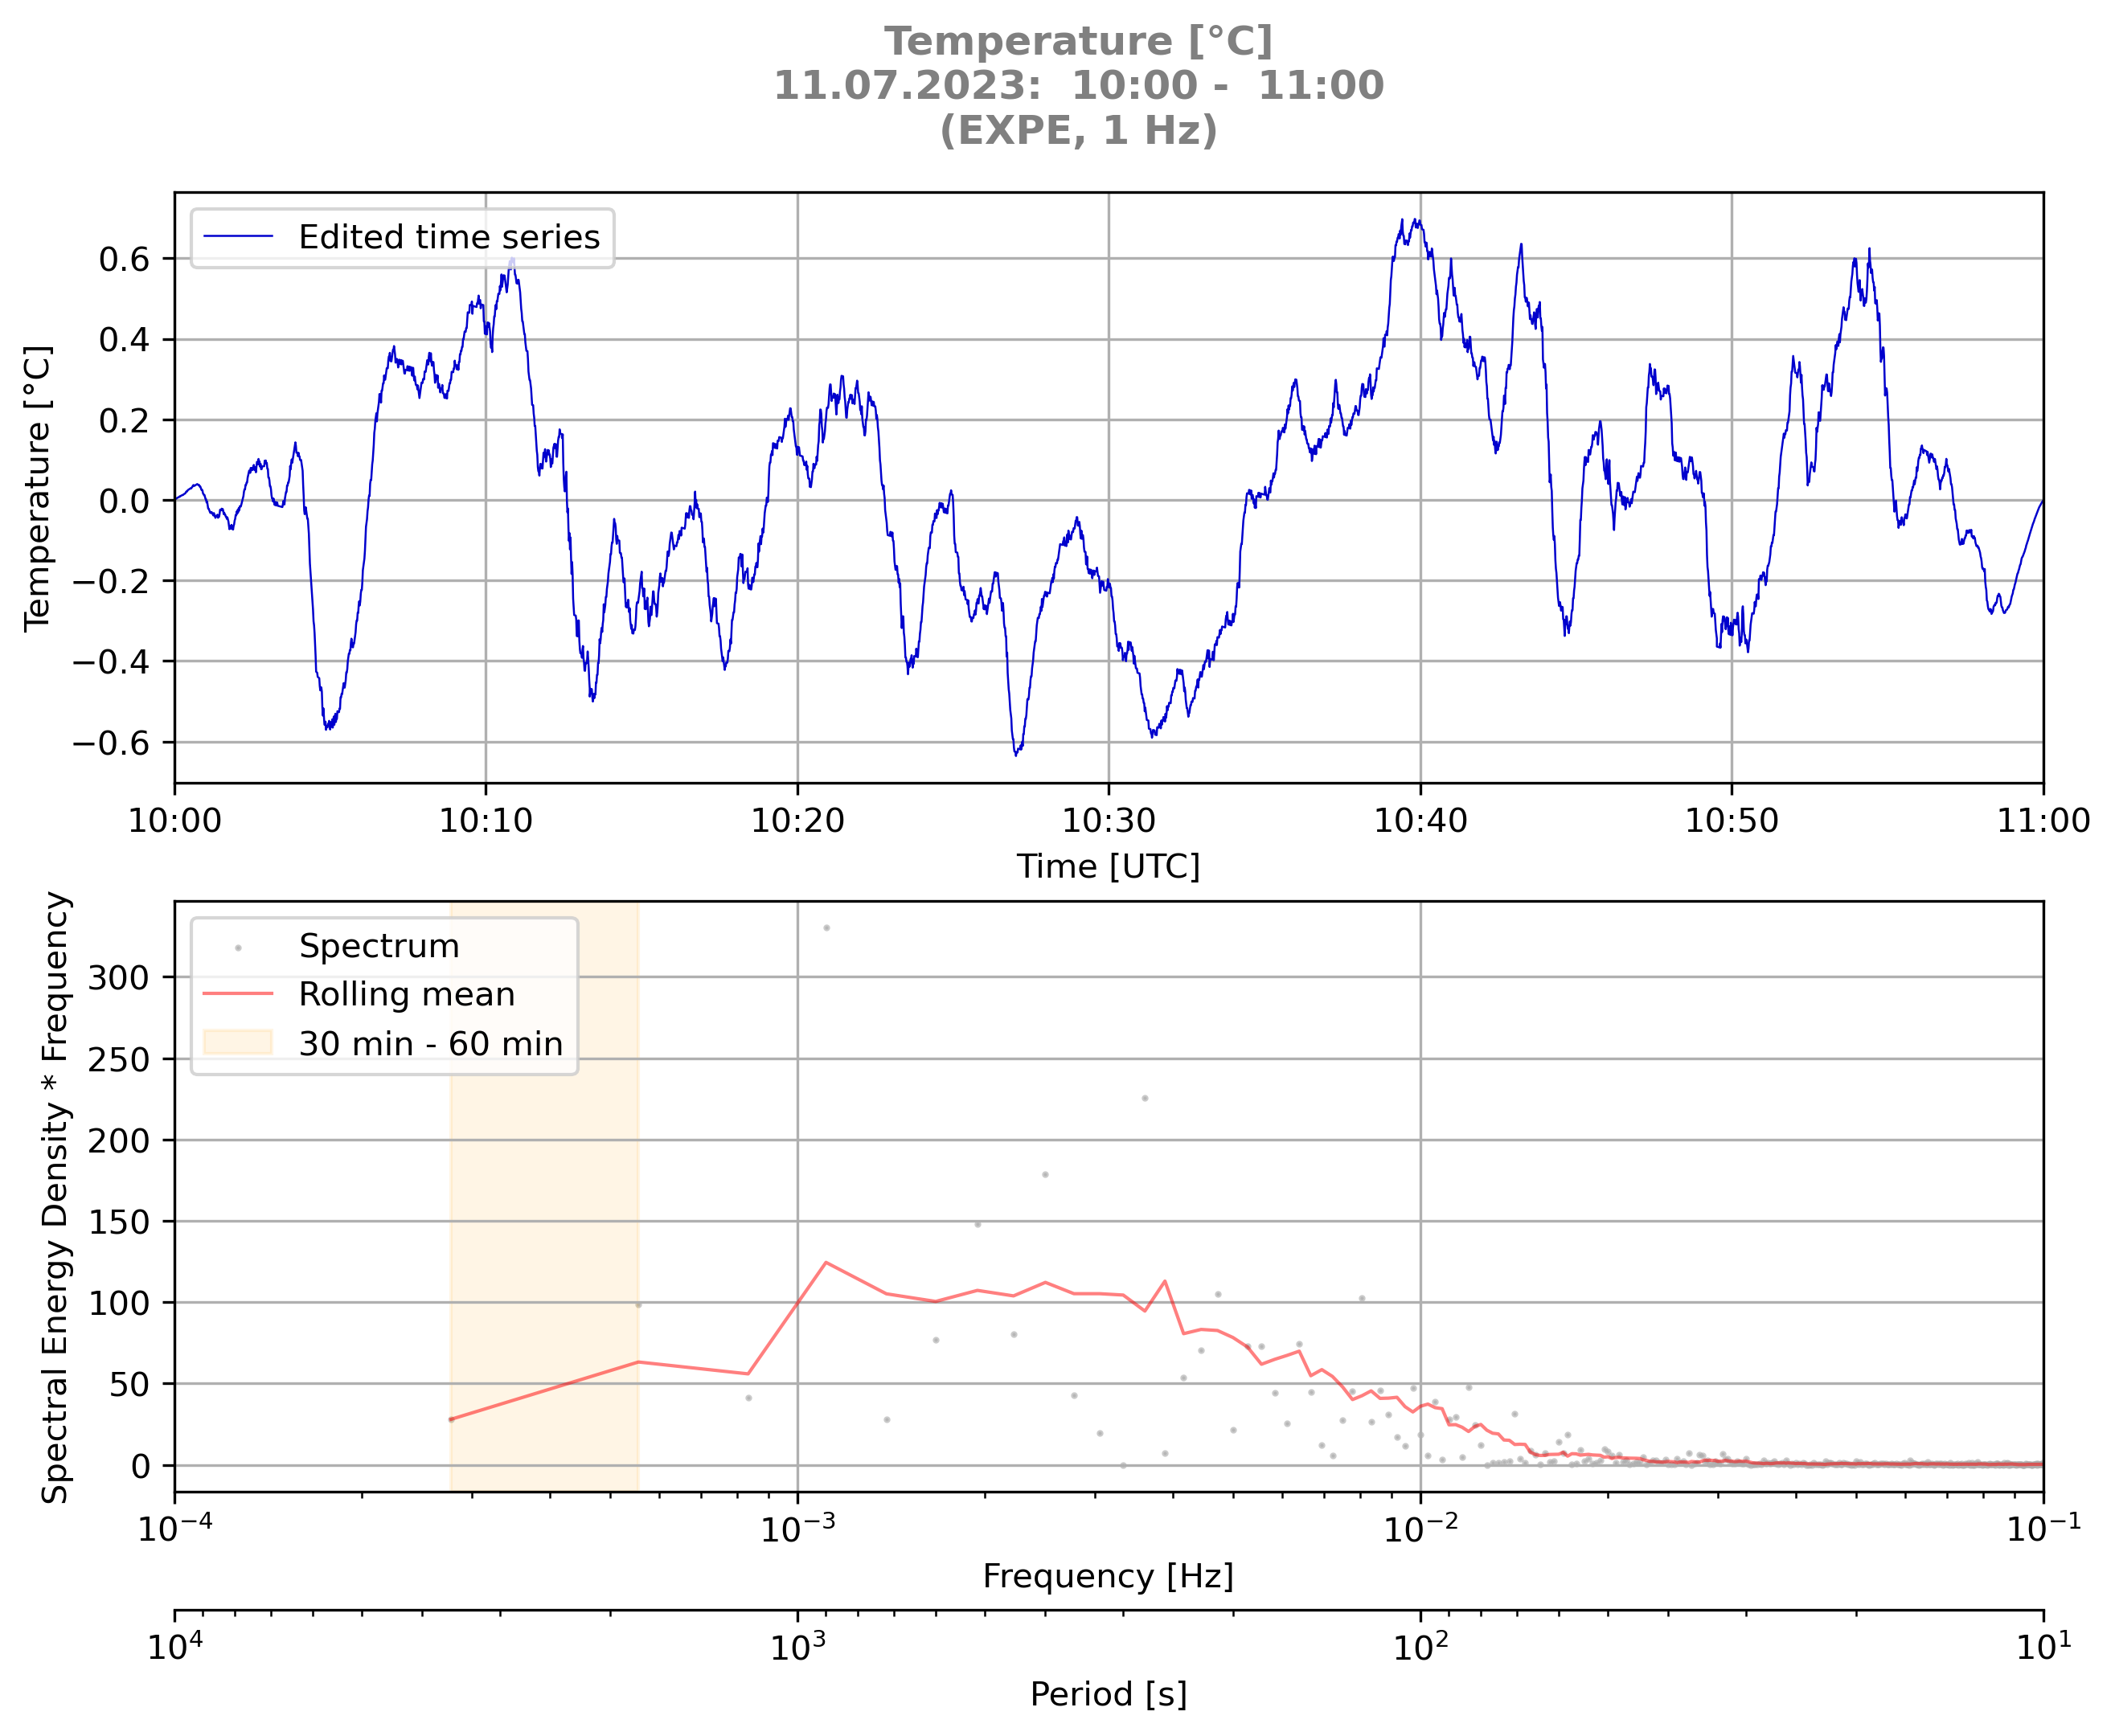 Temperature [°C]
11.07.2023:  10:00 -  11:00
(EXPE, 1 Hz)
Edited time series
Temperature [°C]
0.6
0.4
0.2
0.0
−0.2
−0.4
−0.6
10:00 10:10 10:20 10:30 10:40 10:50 11:00
Time [UTC]
Spectrum
Rolling mean
30 min - 60 min
Spectral Energy Density * Frequency
300
250
200
150
100
50
0
10⁻⁴ 10⁻³ 10⁻² 10⁻¹
Frequency [Hz]
10⁴ 10³ 10² 10¹
Period [s]